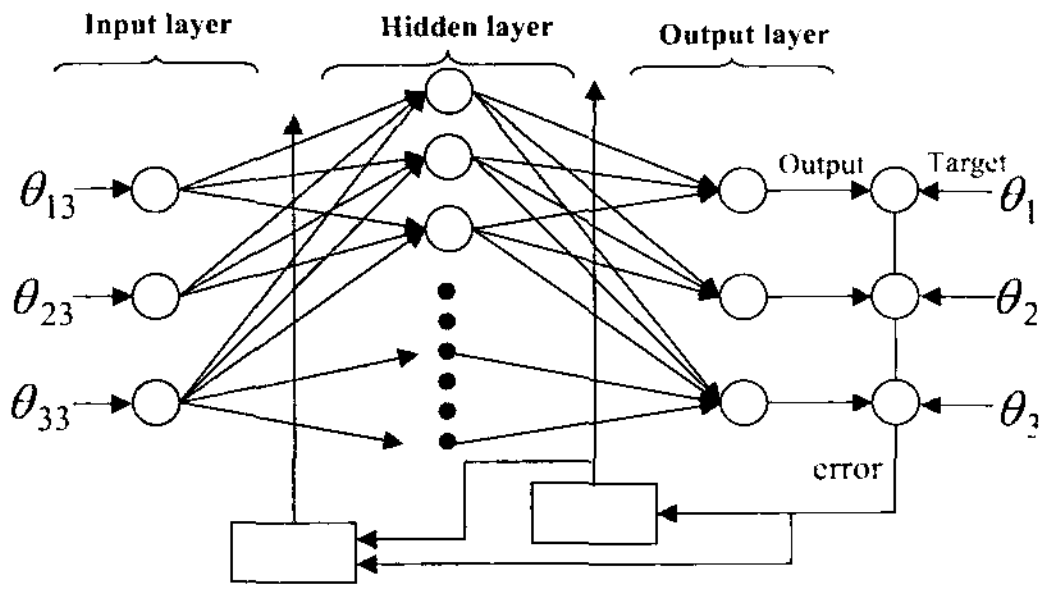 Input layer
Hidden layer
Output layer
θ13
Output
Target
θ1
θ23
θ2
θ33
θ3
error